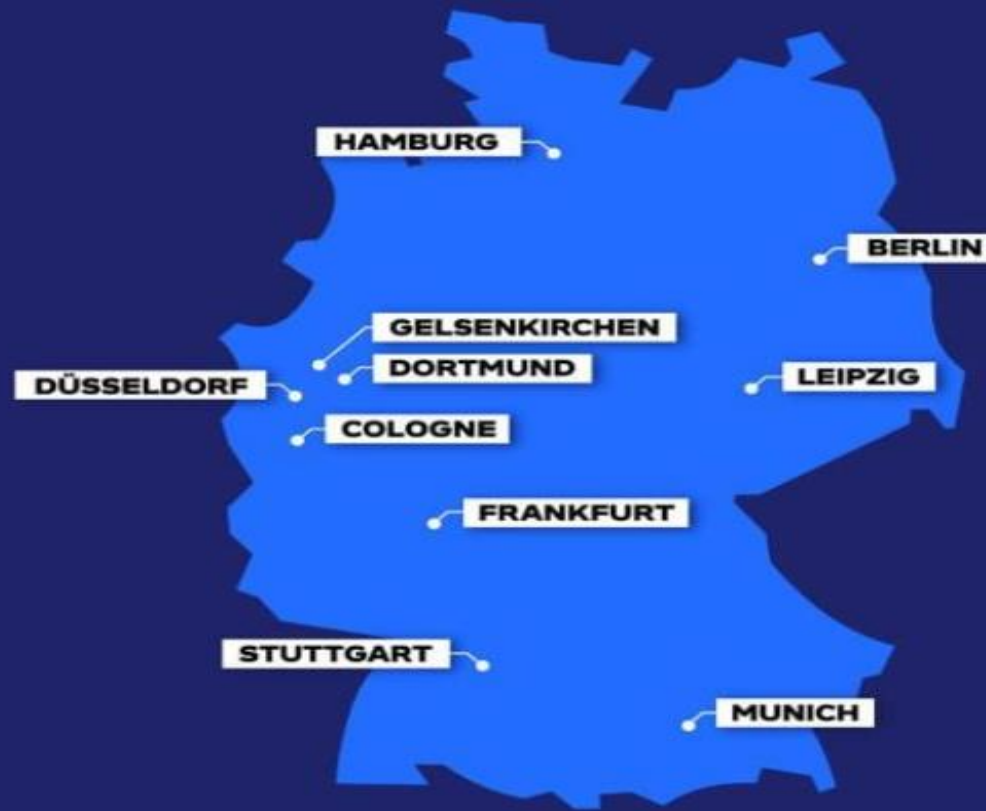 HAMBURG
BERLIN
GELSENKIRCHEN
DORTMUND
DÜSSELDORF
LEIPZIG
COLOGNE
FRANKFURT
STUTTGART
MUNICH